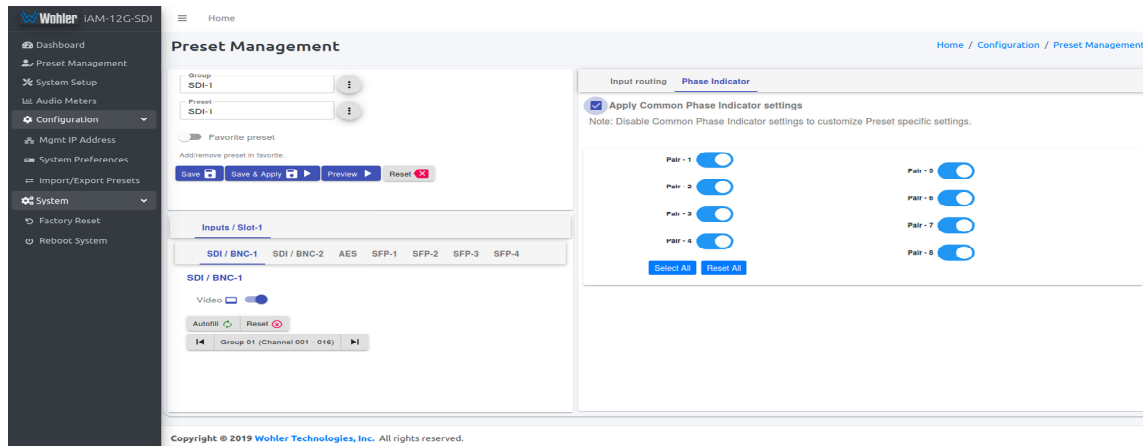 Wohler iAM-12G-SDI
Home
Dashboard
Preset Management
System Setup
Audio Meters
Configuration
Mgmt IP Address
System Preferences
Import/Export Presets
System
Factory Reset
Reboot System
Preset Management
Home / Configuration / Preset Management
Group
SDI-1
Preset
SDI-1
Favorite preset
Add/remove preset in favorite.
Save Save & Apply Preview Reset
Inputs / Slot-1
SDI / BNC-1 SDI / BNC-2 AES SFP-1 SFP-2 SFP-3 SFP-4
SDI / BNC-1
Video
Autofill Reset
Group 01 (Channel 001 - 016)
Input routing Phase Indicator
Apply Common Phase Indicator settings
Note: Disable Common Phase Indicator settings to customize Preset specific settings.
Pair - 1
Pair - 2
Pair - 3
Pair - 4
Pair - 5
Pair - 6
Pair - 7
Pair - 8
Select All Reset All
Copyright © 2019 Wohler Technologies, Inc. All rights reserved.